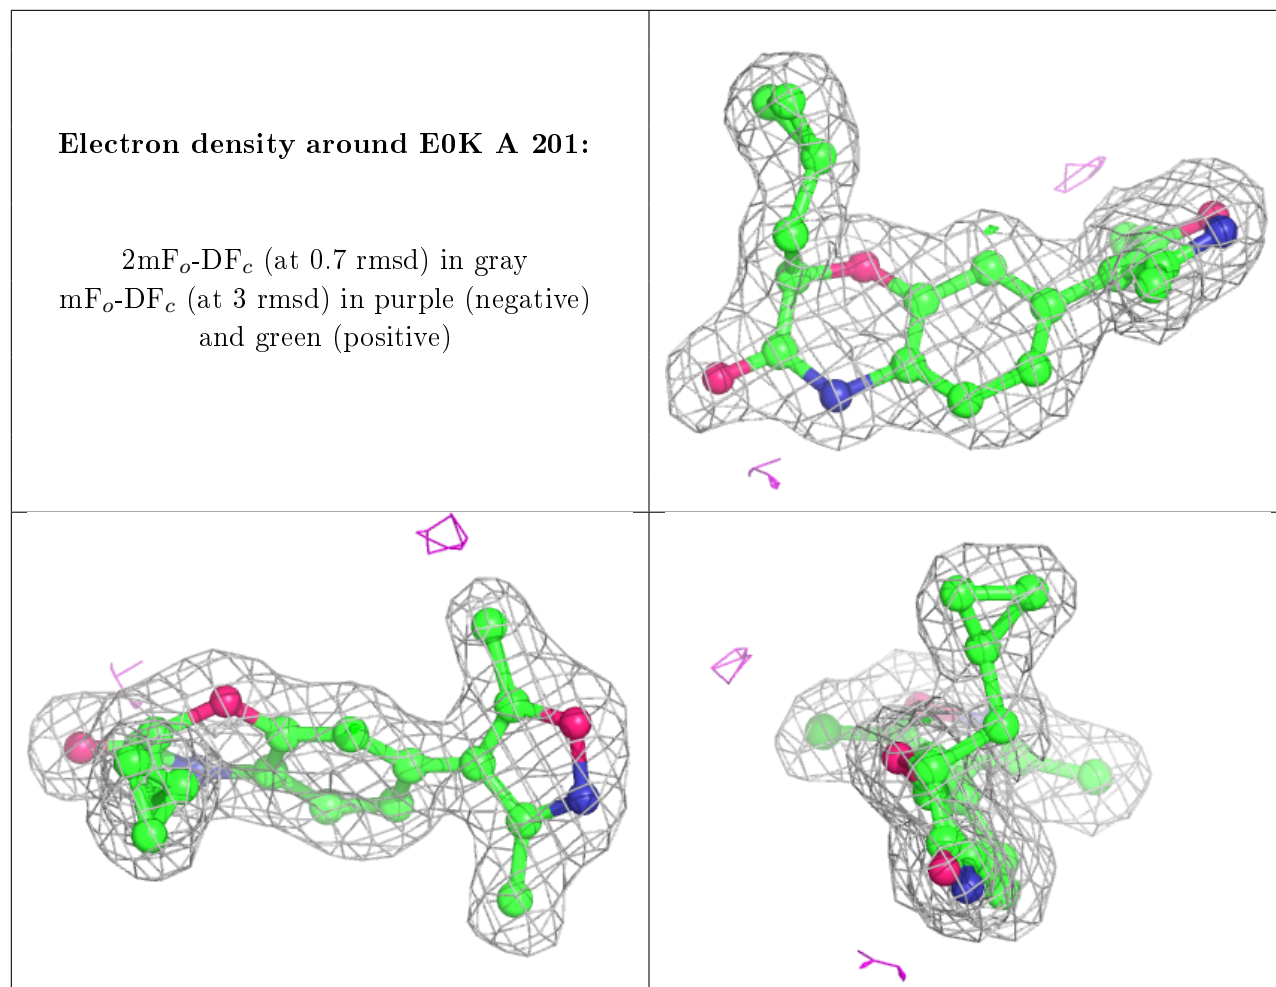 Electron density around E0K A 201:
2mFₒ-DF𝒸 (at 0.7 rmsd) in gray
mFₒ-DF𝒸 (at 3 rmsd) in purple (negative)
and green (positive)